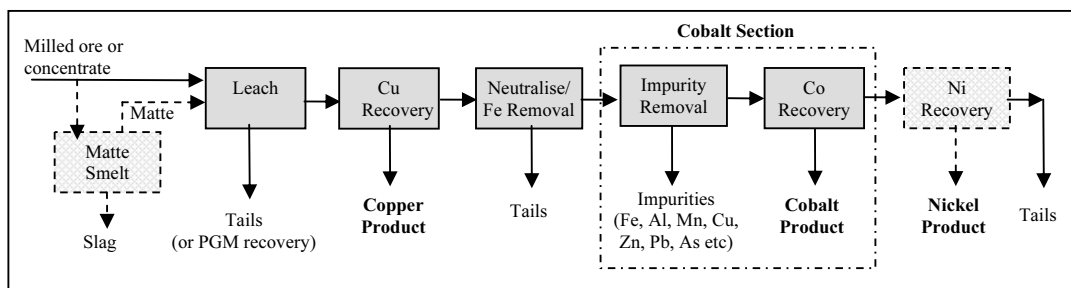 Cobalt Section
Milled ore or
concentrate
Leach
Cu
Recovery
Neutralise/
Fe Removal
Impurity
Removal
Co
Recovery
Ni
Recovery
Matte
Matte
Smelt
Slag
Tails
(or PGM recovery)
Copper
Product
Tails
Impurities
(Fe, Al, Mn, Cu,
Zn, Pb, As etc)
Cobalt
Product
Nickel
Product
Tails